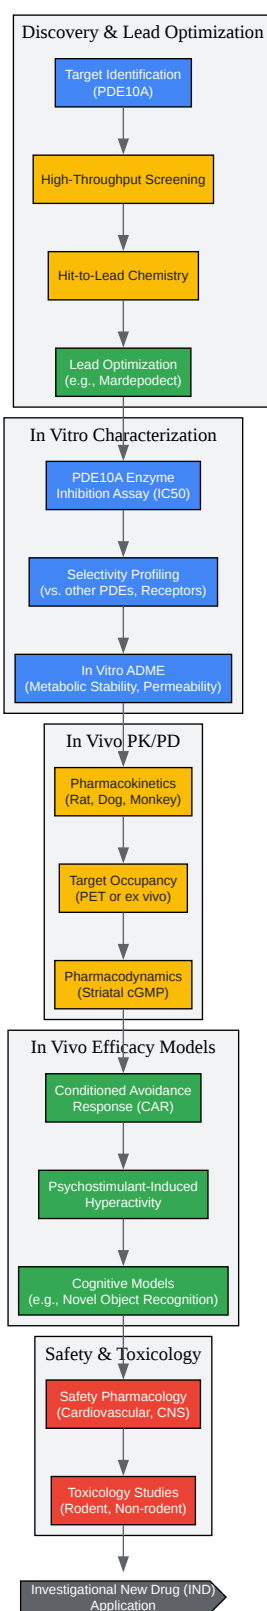 Discovery & Lead Optimization
Target Identification
(PDE10A)
High-Throughput Screening
Hit-to-Lead Chemistry
Lead Optimization
(e.g., Mardepodect)
In Vitro Characterization
PDE10A Enzyme
Inhibition Assay (IC50)
Selectivity Profiling
(vs. other PDEs, Receptors)
In Vitro ADME
(Metabolic Stability, Permeability)
In Vivo PK/PD
Pharmacokinetics
(Rat, Dog, Monkey)
Target Occupancy
(PET or ex vivo)
Pharmacodynamics
(Striatal cGMP)
In Vivo Efficacy Models
Conditioned Avoidance
Response (CAR)
Psychostimulant-Induced
Hyperactivity
Cognitive Models
(e.g., Novel Object Recognition)
Safety & Toxicology
Safety Pharmacology
(Cardiovascular, CNS)
Toxicology Studies
(Rodent, Non-rodent)
Investigational New Drug (IND)
Application